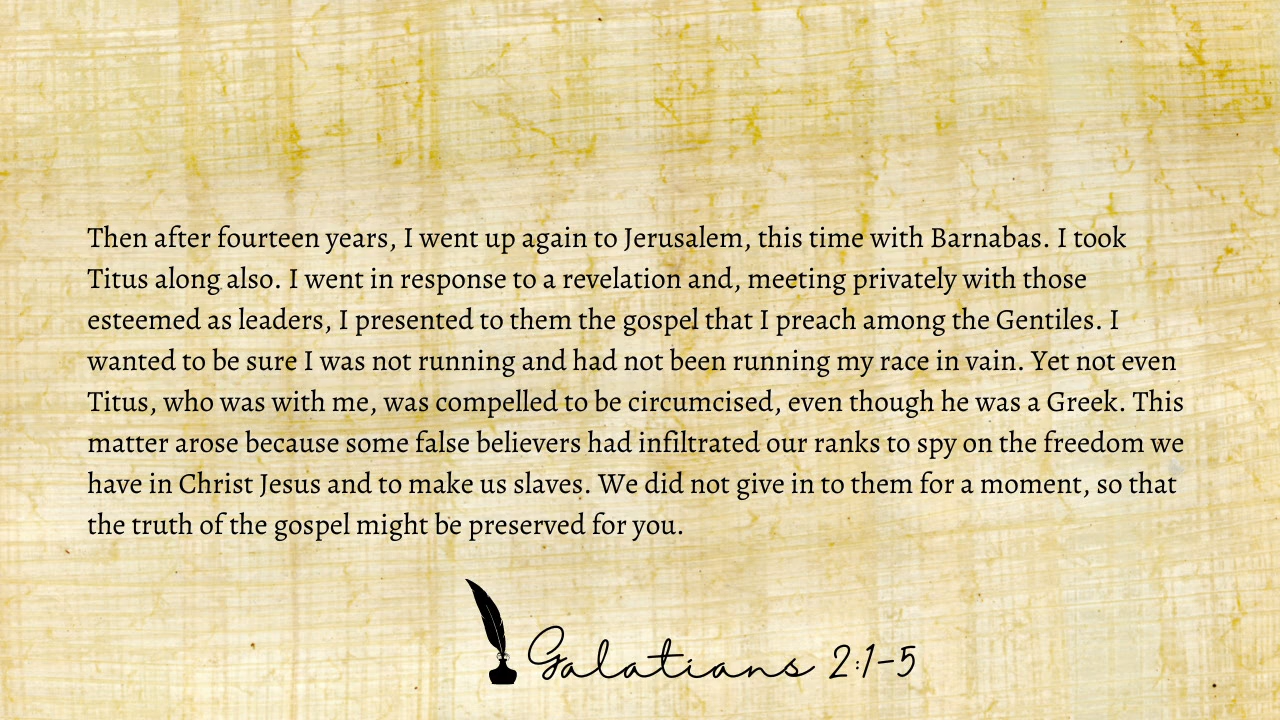 Then after fourteen years, I went up again to Jerusalem, this time with Barnabas. I took
Titus along also. I went in response to a revelation and, meeting privately with those
esteemed as leaders, I presented to them the gospel that I preach among the Gentiles. I
wanted to be sure I was not running and had not been running my race in vain. Yet not even
Titus, who was with me, was compelled to be circumcised, even though he was a Greek. This
matter arose because some false believers had infiltrated our ranks to spy on the freedom we
have in Christ Jesus and to make us slaves. We did not give in to them for a moment, so that
the truth of the gospel might be preserved for you.
Galatians 2:1-5